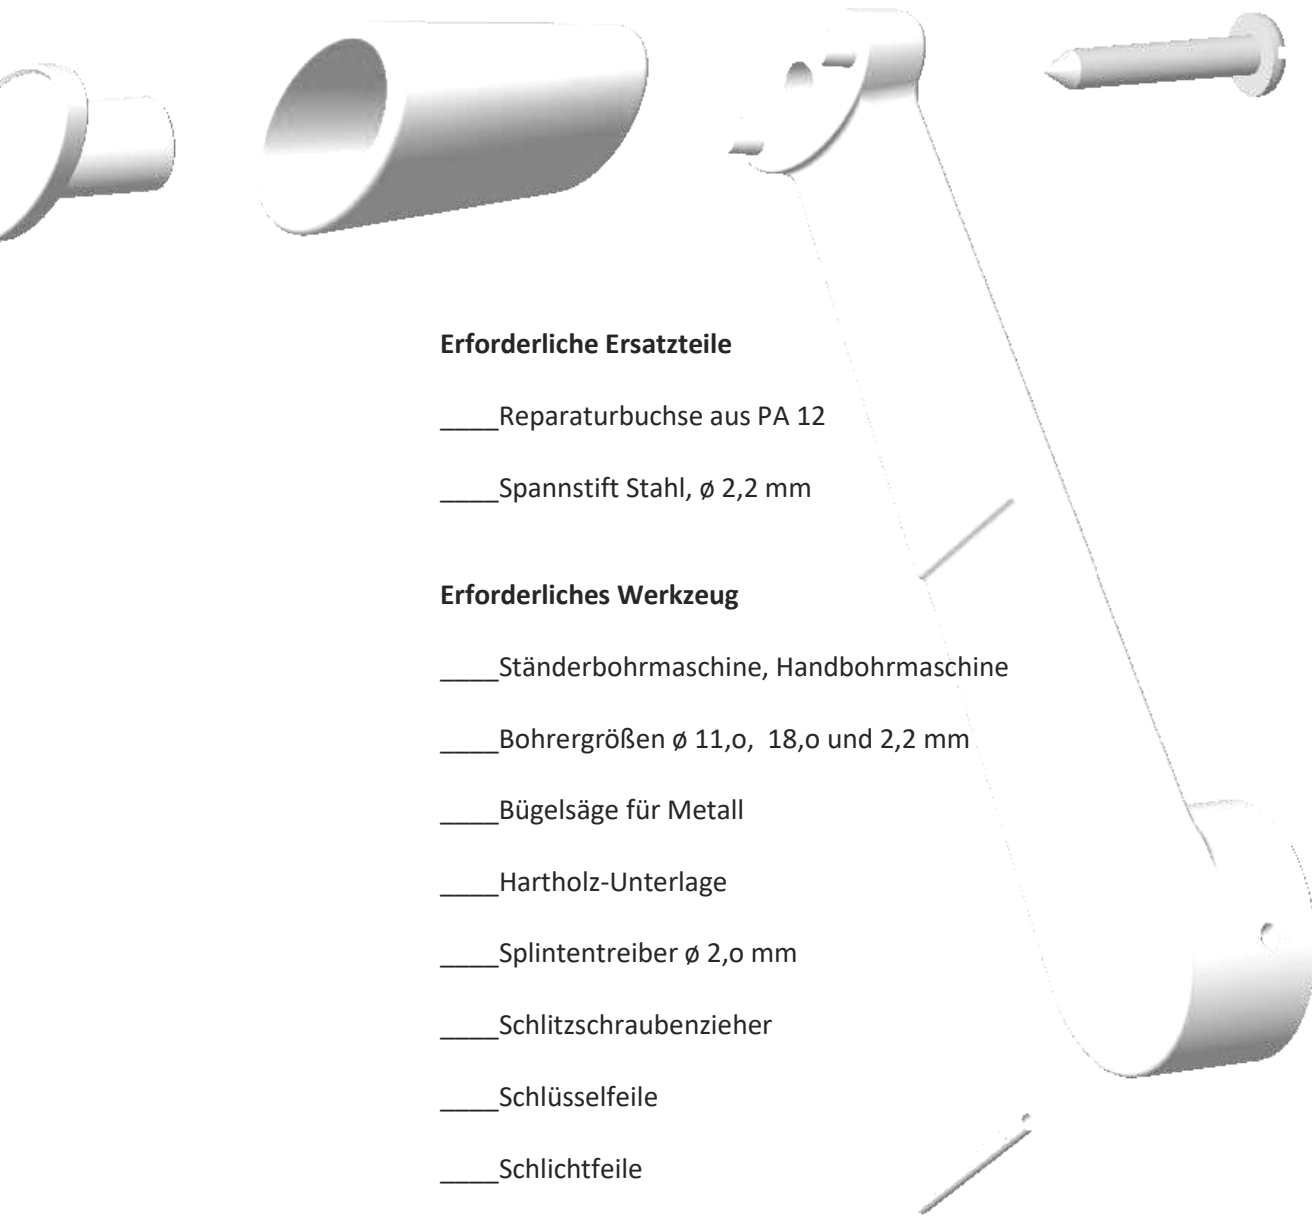 Erforderliche Ersatzteile
____Reparaturbuchse aus PA 12
____Spannstift Stahl, ø 2,2 mm
Erforderliches Werkzeug
____Ständerbohrmaschine, Handbohrmaschine
____Bohrergrößen ø 11,o,  18,o und 2,2 mm
____Bügelsäge für Metall
____Hartholz-Unterlage
____Splintentreiber ø 2,o mm
____Schlitzschraubenzieher
____Schlüsselfeile
____Schlichtfeile